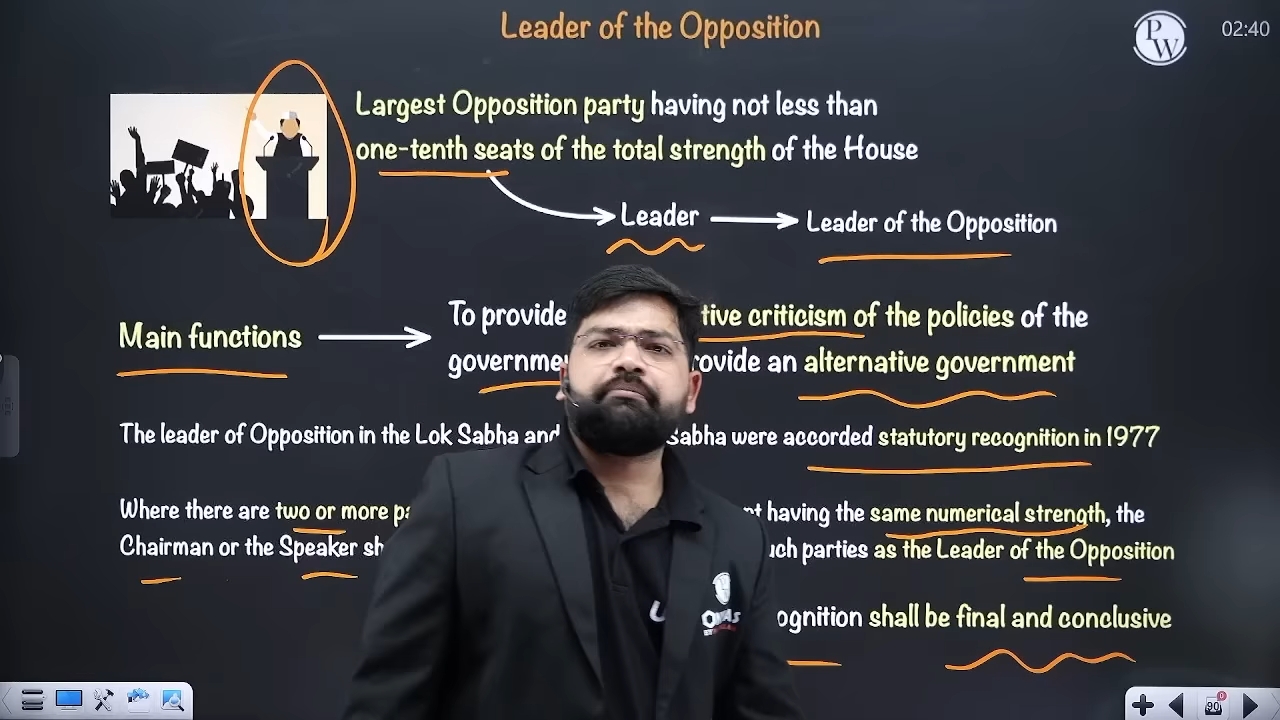 Leader of the Opposition
PW
02:40
Largest Opposition party having not less than
one-tenth seats of the total strength of the House
Leader
Leader of the Opposition
Main functions
To provide tive criticism of the policies of the
governme rovide an alternative government
The leader of Opposition in the Lok Sabha and Sabha were accorded statutory recognition in 1977
Where there are two or more pa nt having the same numerical strength, the
Chairman or the Speaker sh uch parties as the Leader of the Opposition
ognition shall be final and conclusive
90
0